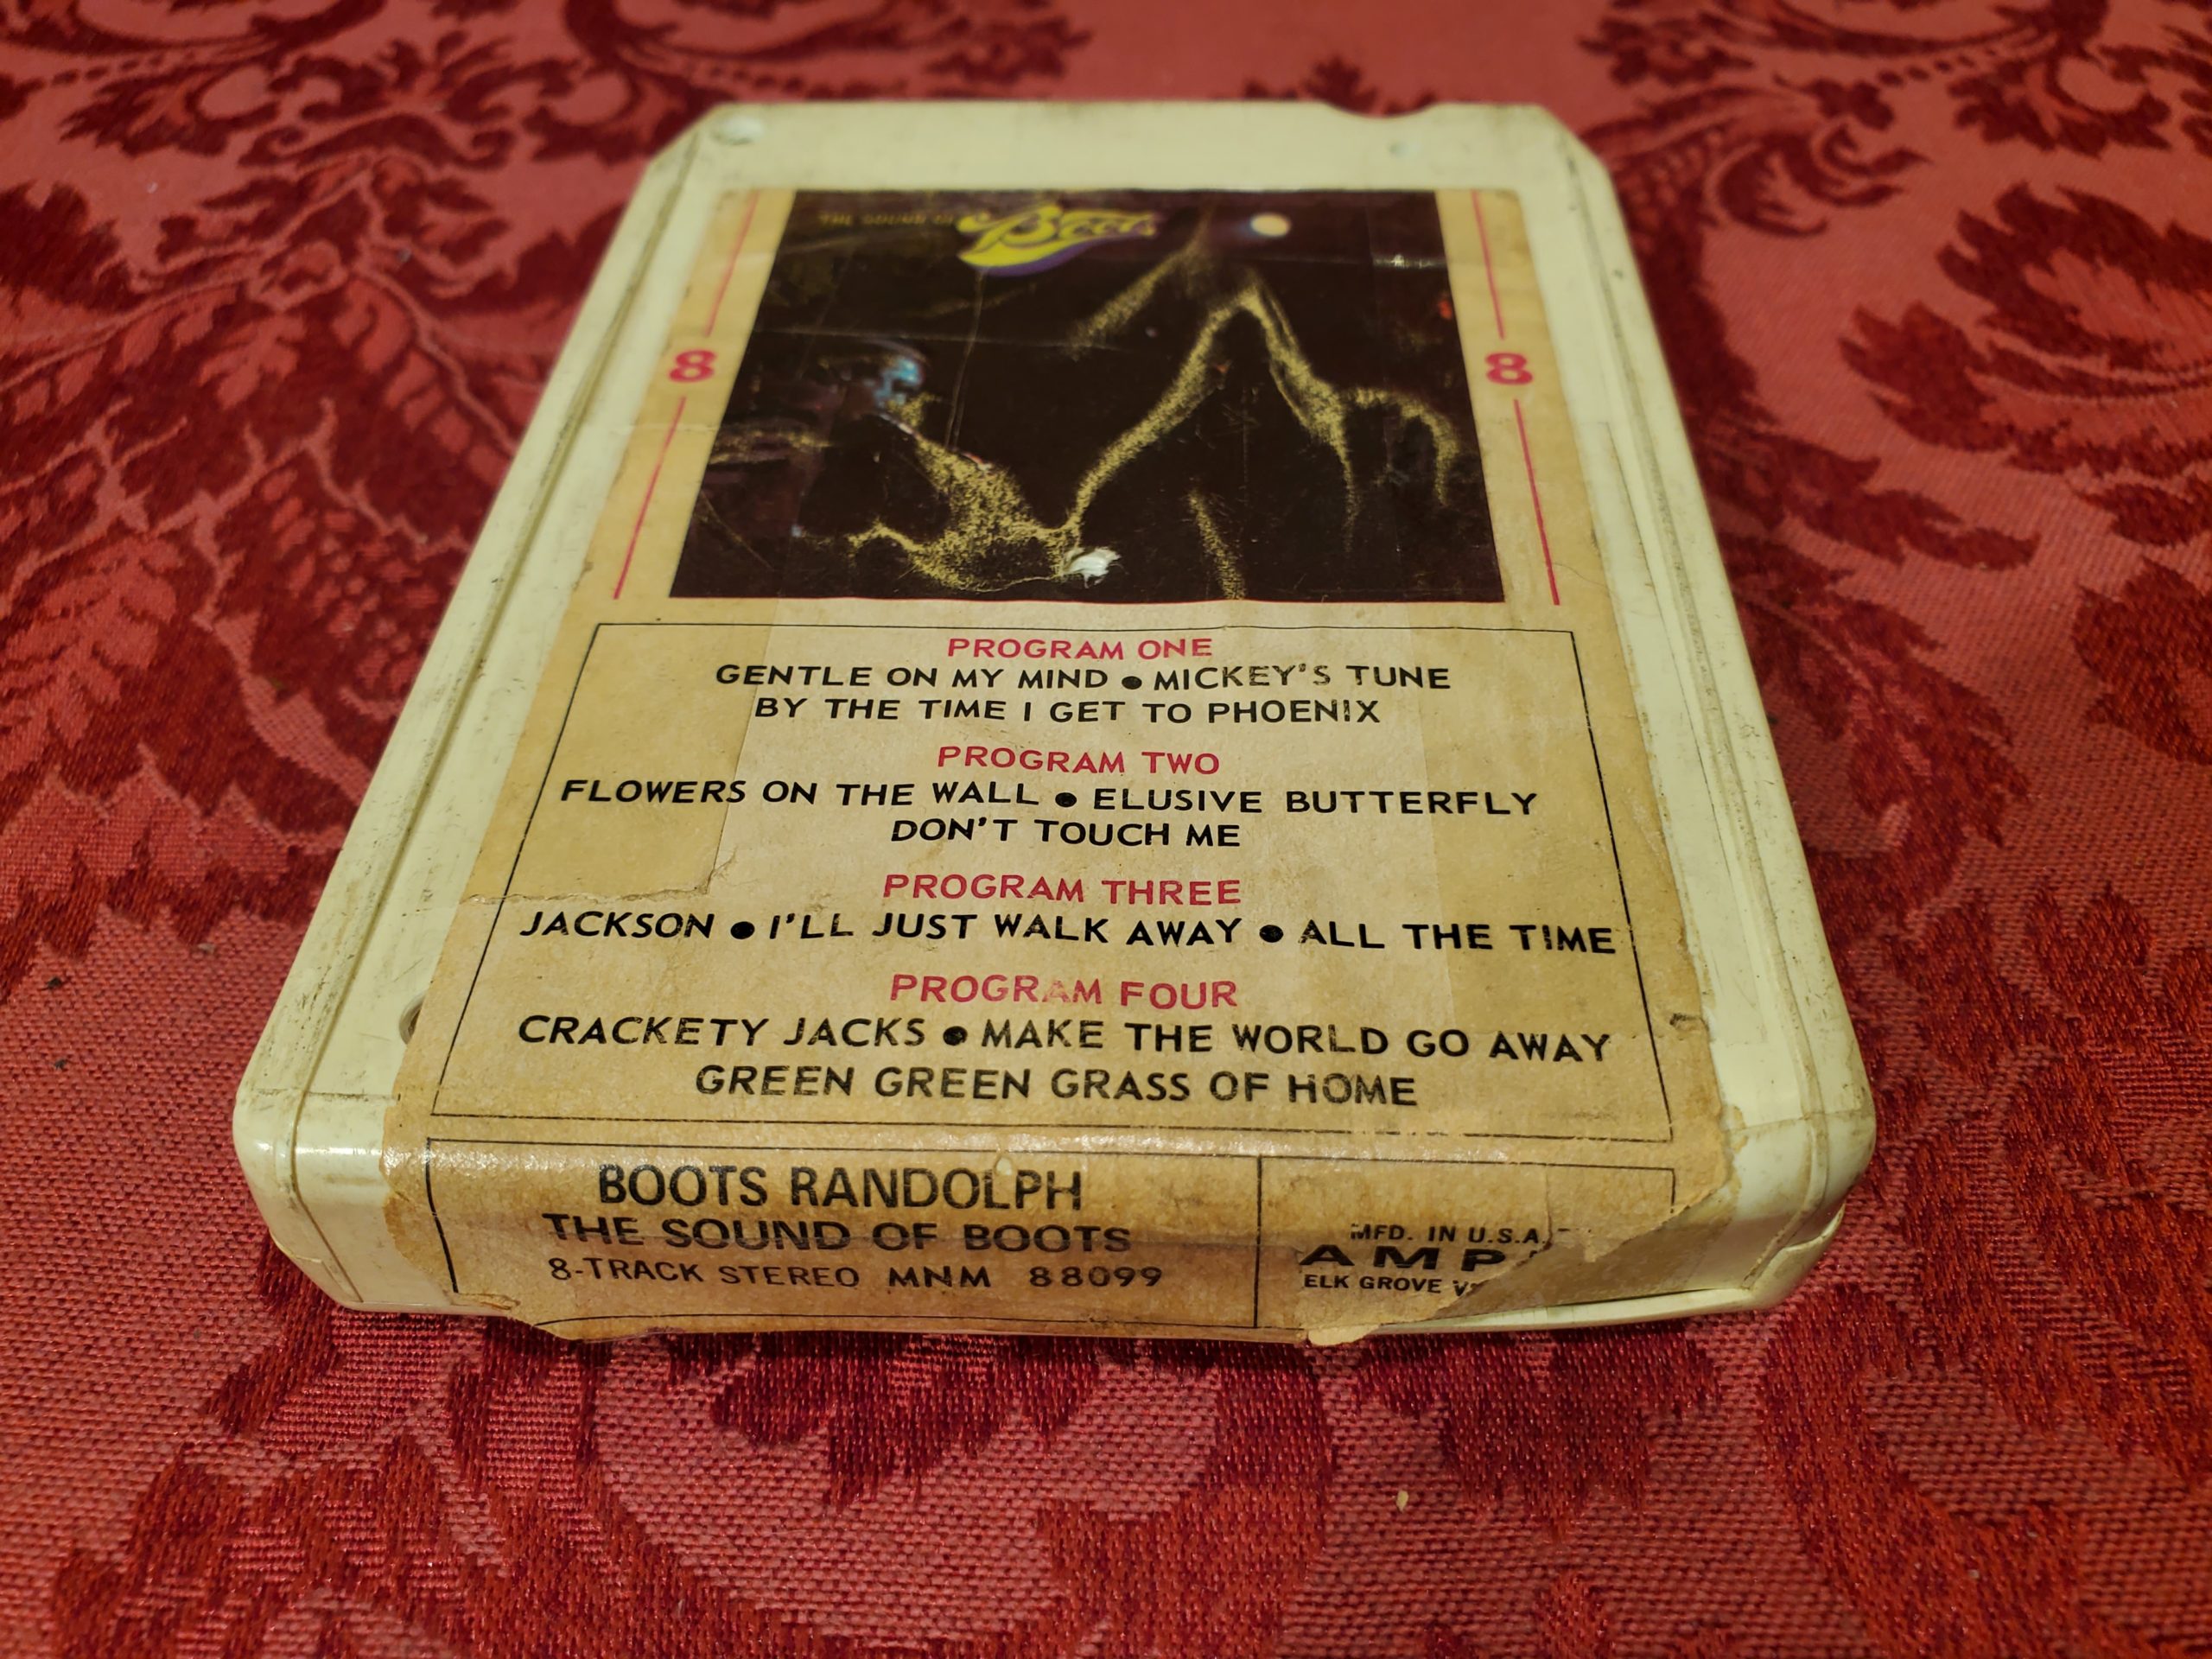 THE SOUND OF Boots
8 8
PROGRAM ONE
GENTLE ON MY MIND ● MICKEY'S TUNE
BY THE TIME I GET TO PHOENIX
PROGRAM TWO
FLOWERS ON THE WALL ● ELUSIVE BUTTERFLY
DON'T TOUCH ME
PROGRAM THREE
JACKSON ● I'LL JUST WALK AWAY ● ALL THE TIME
PROGRAM FOUR
CRACKETY JACKS ● MAKE THE WORLD GO AWAY
GREEN GREEN GRASS OF HOME
BOOTS RANDOLPH
THE SOUND OF BOOTS
8-TRACK STEREO MNM 88099
MFD. IN U.S.A.
AMP
ELK GROVE